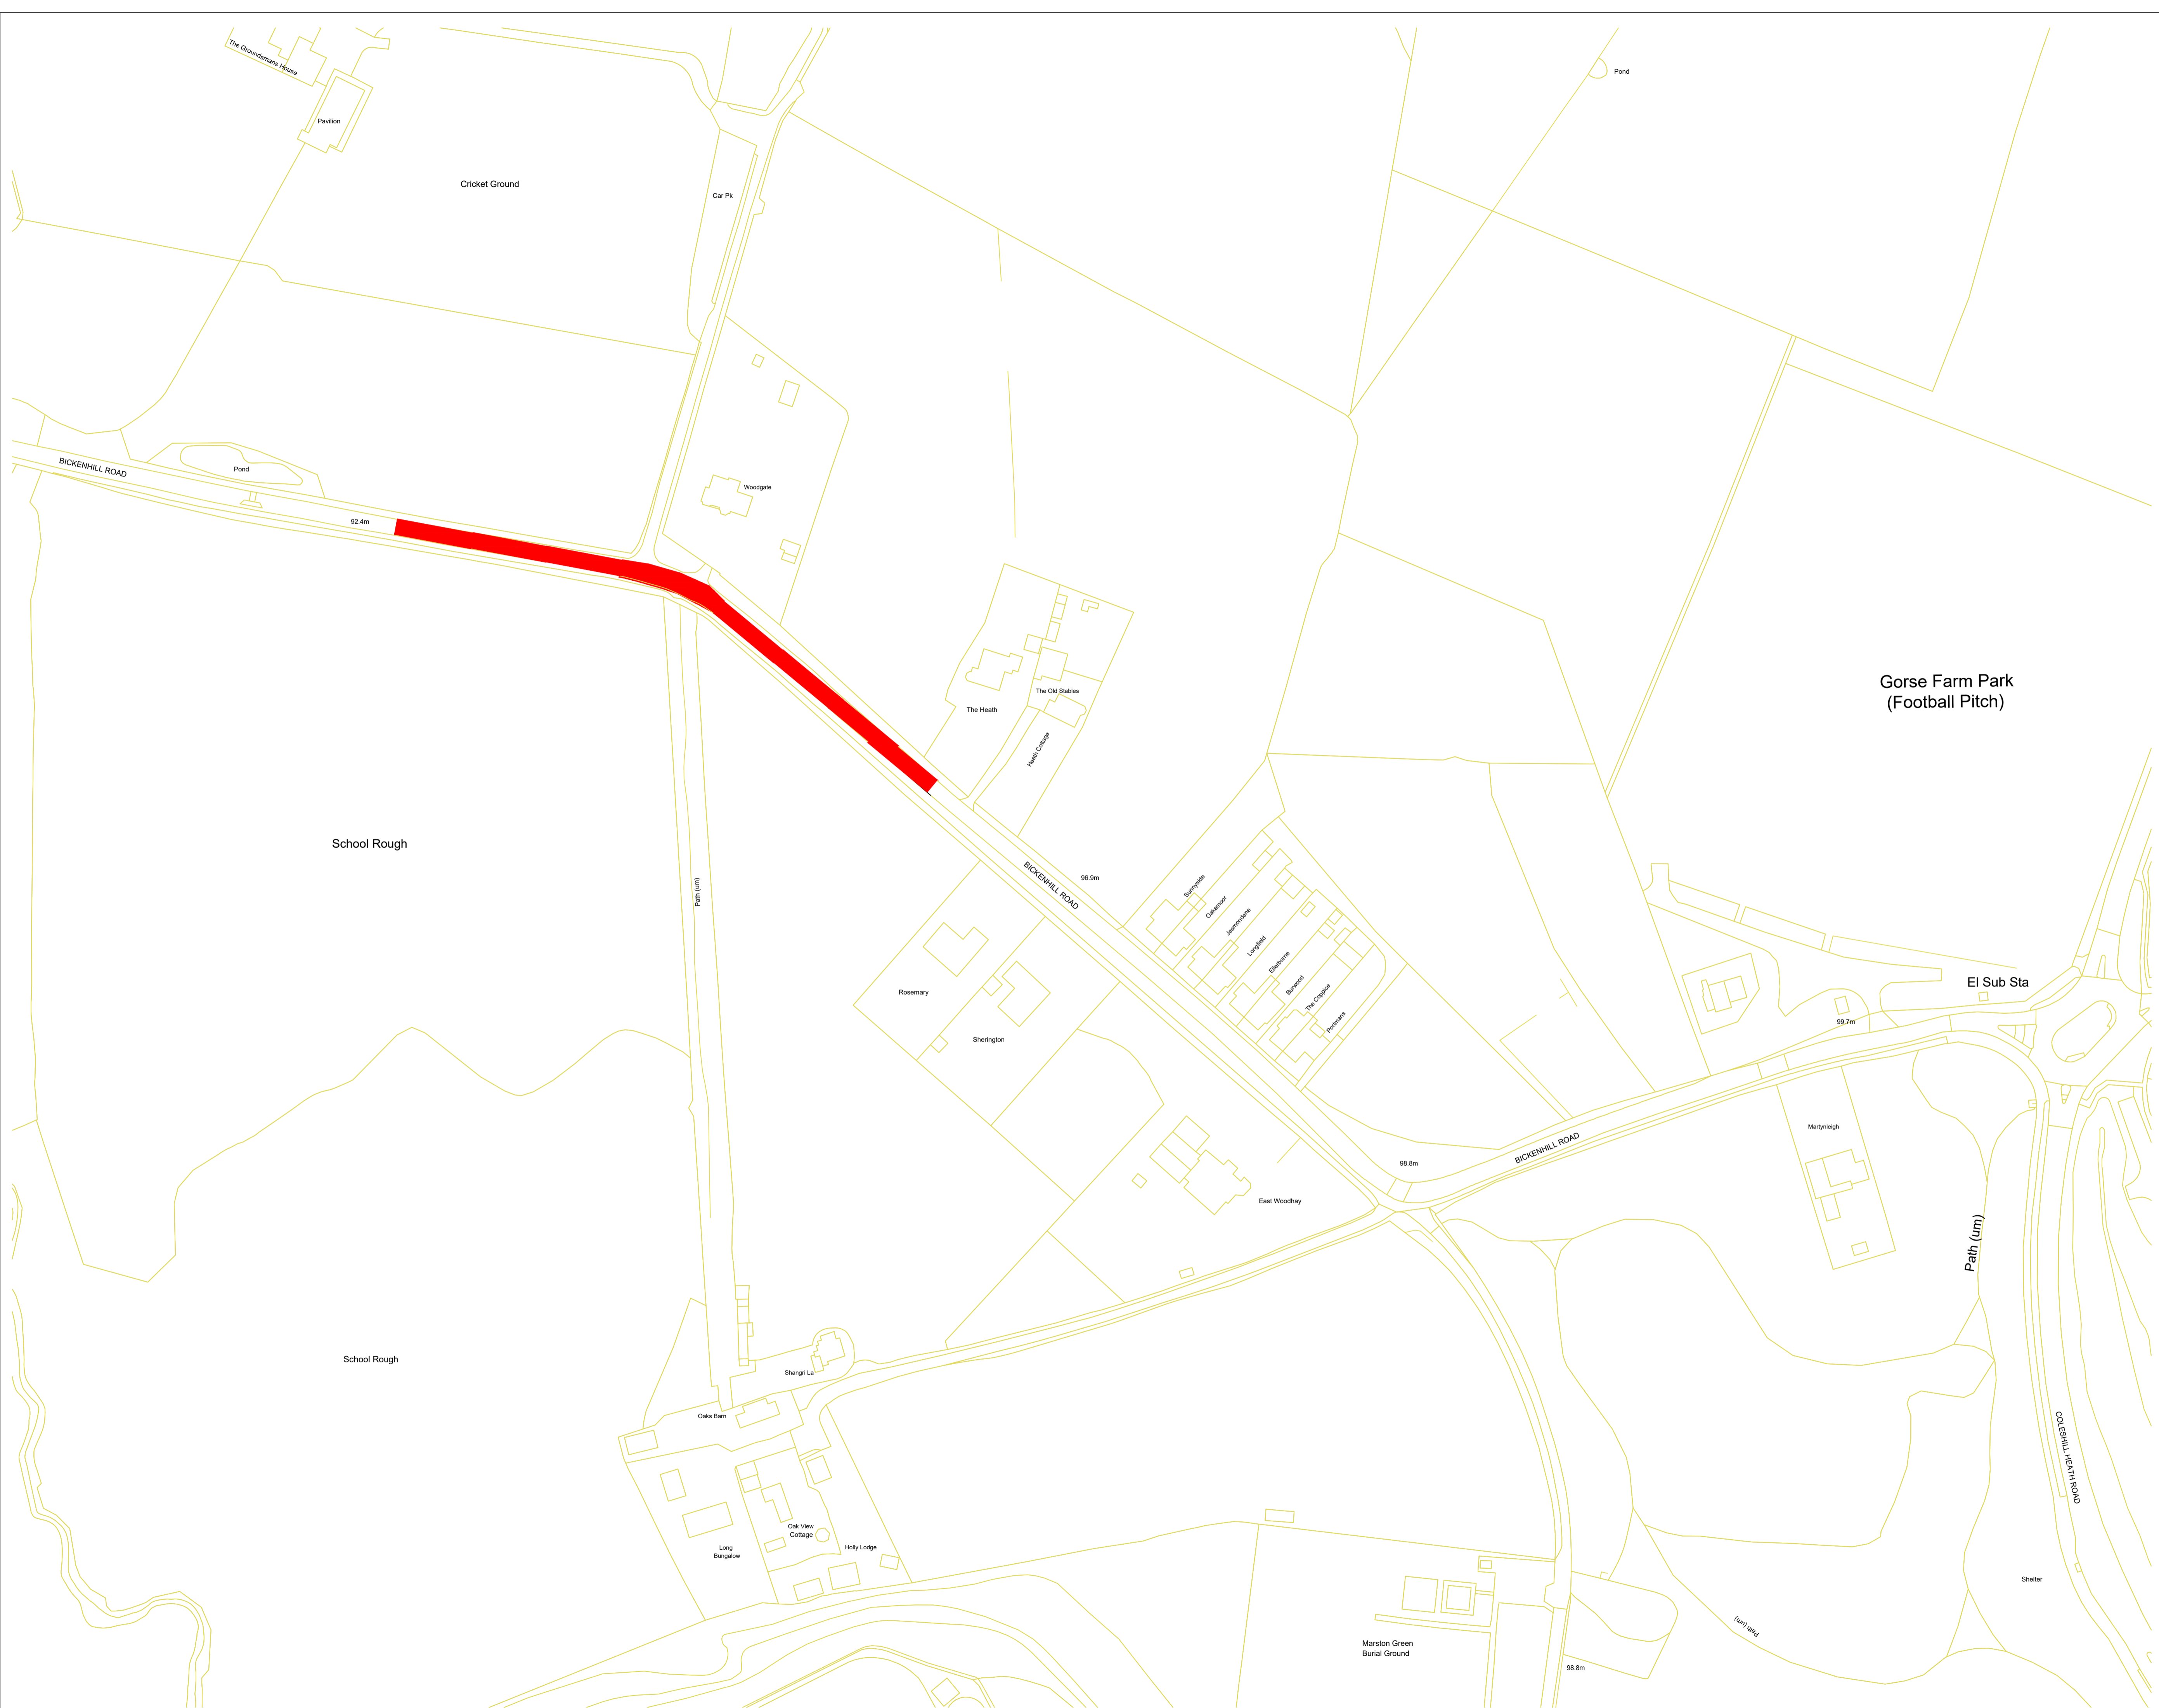 The Groundsmans House
Pond
Pavilion
Cricket Ground
Car Pk
BICKENHILL ROAD
Pond
Woodgate
92.4m
Gorse Farm Park
(Football Pitch)
The Old Stables
The Heath
Heath Cottage
School Rough
BICKENHILL ROAD
96.9m
Path (um)
Sunnyside
Oakamoor
Jesmondene
Longfield
Ellerburne
Burwood
The Coppice
Portmans
Rosemary
Sherington
El Sub Sta
99.7m
Martynleigh
BICKENHILL ROAD
98.8m
East Woodhay
Path (um)
School Rough
Shangri La
Oaks Barn
COLESHILL HEATH ROAD
Oak View
Cottage
Long
Bungalow
Holly Lodge
Shelter
Path (um)
Marston Green
Burial Ground
98.8m